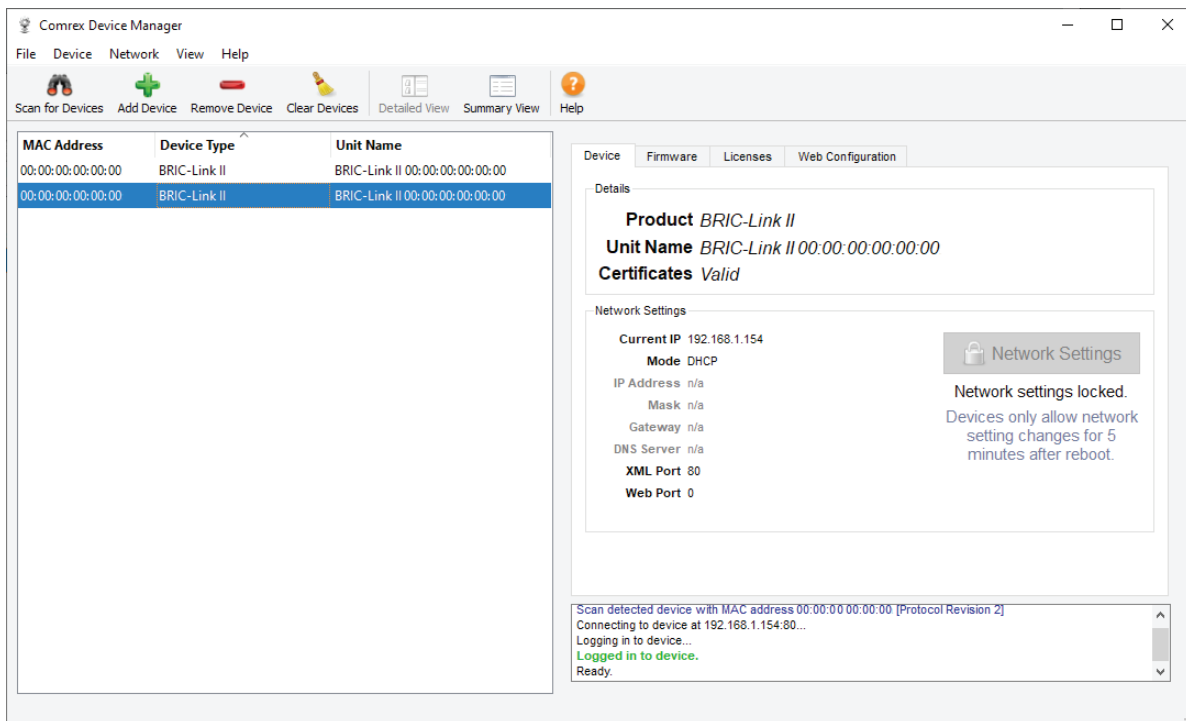 Comrex Device Manager
File Device Network View Help
Scan for Devices Add Device Remove Device Clear Devices Detailed View Summary View Help
MAC Address Device Type Unit Name
00:00:00:00:00:00 BRIC-Link II BRIC-Link II 00:00:00:00:00:00
00:00:00:00:00:00 BRIC-Link II BRIC-Link II 00:00:00:00:00:00
Device Firmware Licenses Web Configuration
Details
Product BRIC-Link II
Unit Name BRIC-Link II 00:00:00:00:00:00
Certificates Valid
Network Settings
Current IP 192.168.1.154
Mode DHCP
IP Address n/a
Mask n/a
Gateway n/a
DNS Server n/a
XML Port 80
Web Port 0
Network Settings
Network settings locked.
Devices only allow network
setting changes for 5
minutes after reboot.
Scan detected device with MAC address 00:00:00 00:00:00 [Protocol Revision 2]
Connecting to device at 192.168.1.154:80...
Logging in to device...
Logged in to device.
Ready.